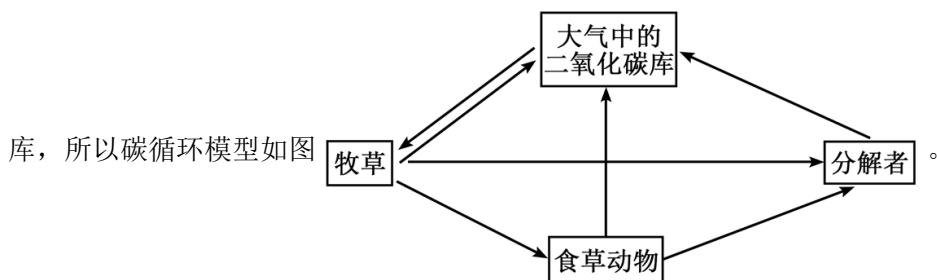 大气中的
二氧化碳库
库，所以碳循环模型如图
牧草
分解者
。
食草动物